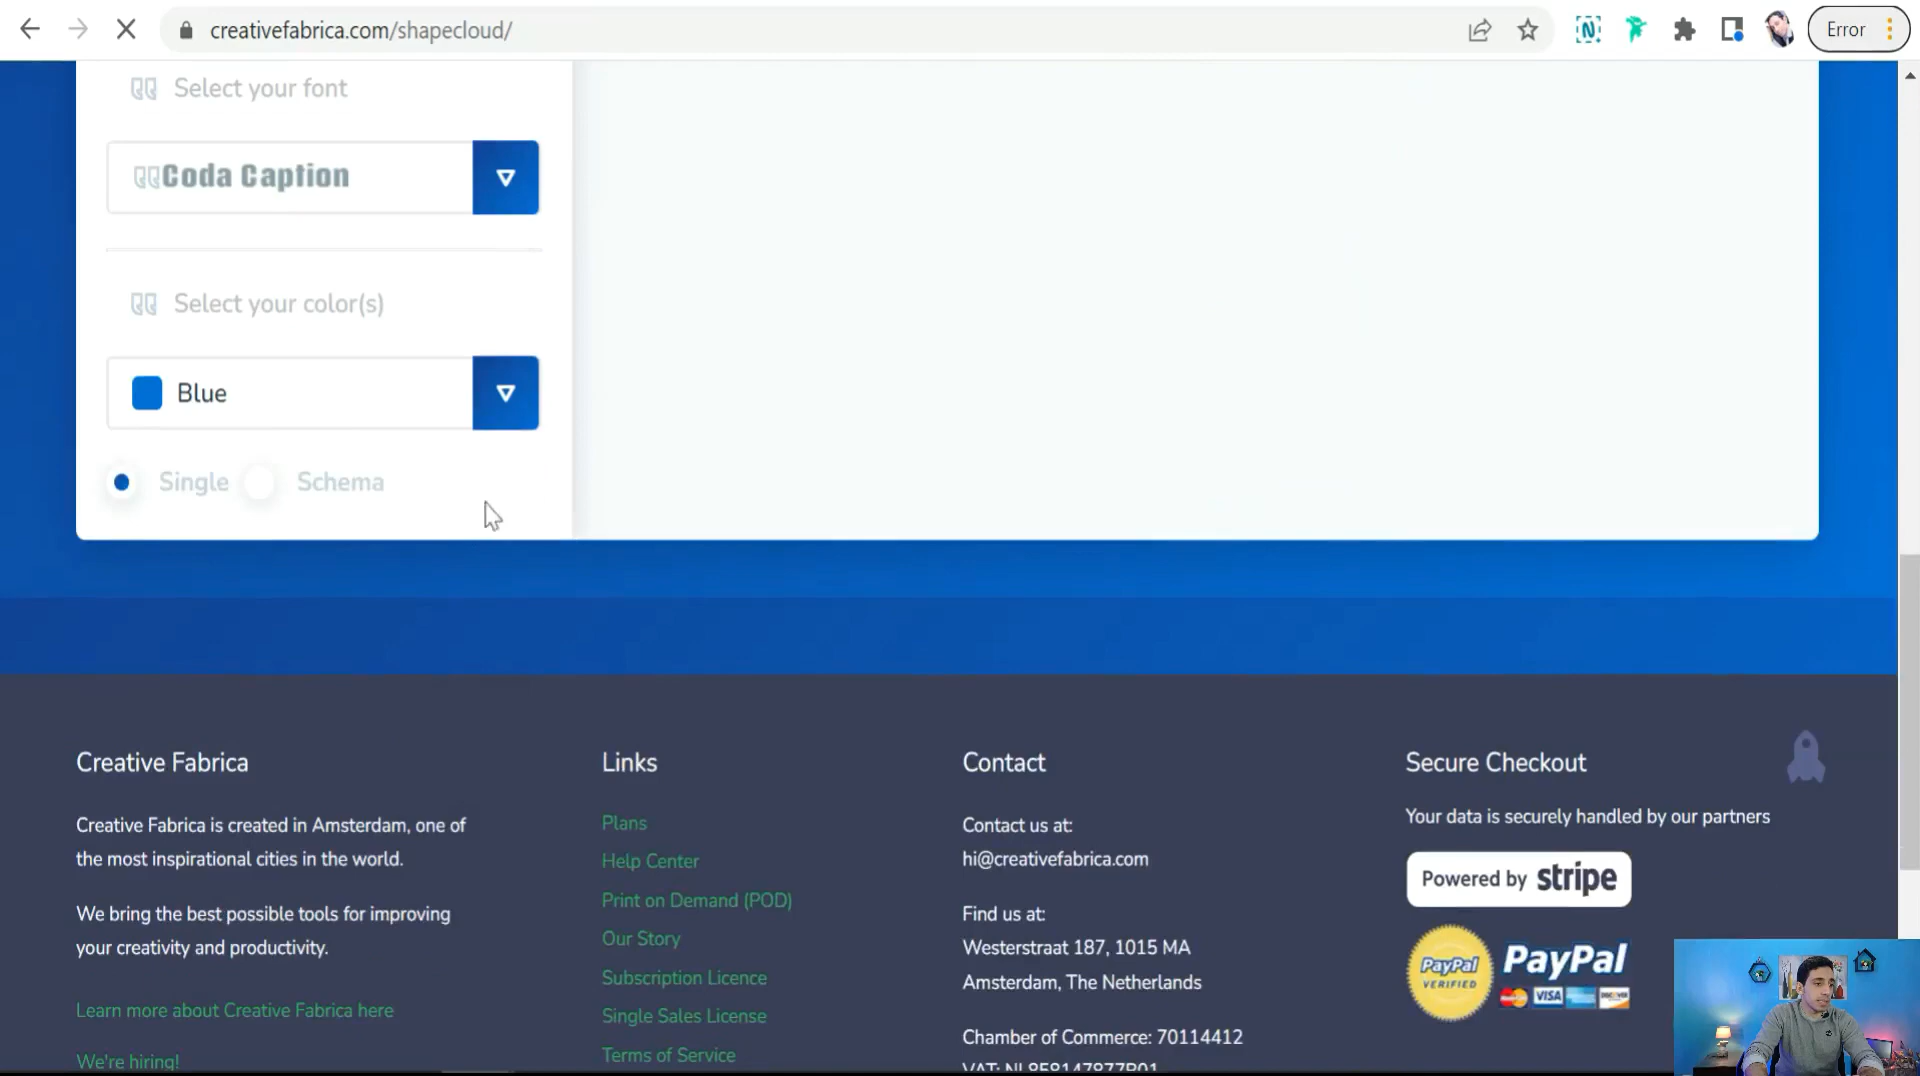 creativefabrica.com/shapecloud/
Error
Select your font
Coda Caption
Select your color(s)
Blue
Single
Schema
Creative Fabrica
Creative Fabrica is created in Amsterdam, one of
the most inspirational cities in the world.
We bring the best possible tools for improving
your creativity and productivity.
Learn more about Creative Fabrica here
We're hiring!
Links
Plans
Help Center
Print on Demand (POD)
Our Story
Subscription Licence
Single Sales License
Terms of Service
Contact
Contact us at:
hi@creativefabrica.com
Find us at:
Westerstraat 187, 1015 MA
Amsterdam, The Netherlands
Chamber of Commerce: 70114412
VAT: NL858147877B01
Secure Checkout
Your data is securely handled by our partners
Powered by stripe
PayPal
VERIFIED
PayPal
VISA